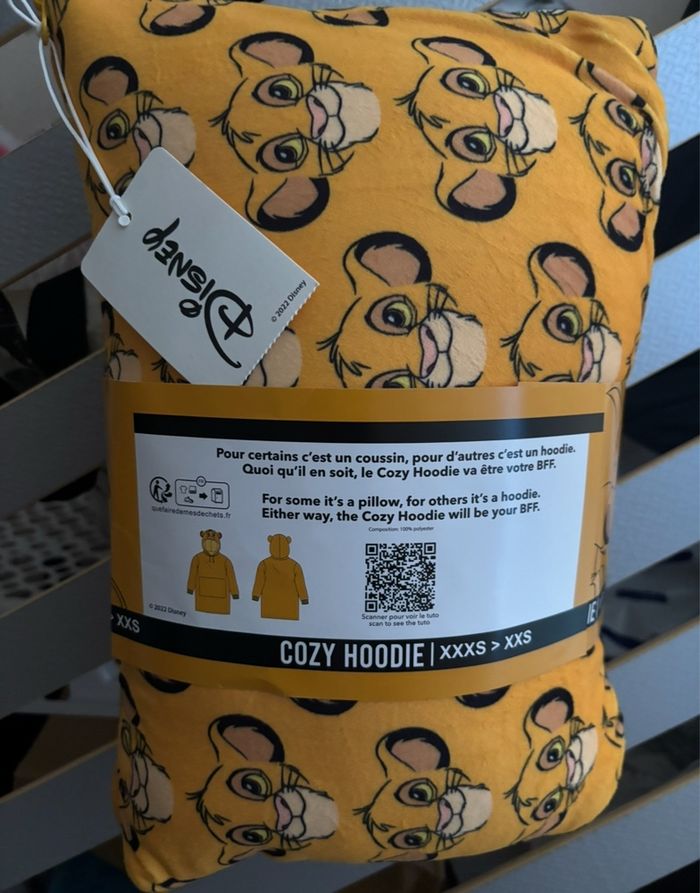 Disney
© 2022 Disney
Pour certains c'est un coussin, pour d'autres c'est un hoodie.
Quoi qu'il en soit, le Cozy Hoodie va être votre BFF.
For some it's a pillow, for others it's a hoodie.
Either way, the Cozy Hoodie will be your BFF.
Composition: 100% polyester
FR
quefairedemesdechets.fr
© 2022 Disney
Scanner pour voir le tuto
scan to see the tuto
> XXS
COZY HOODIE | XXXS > XXS